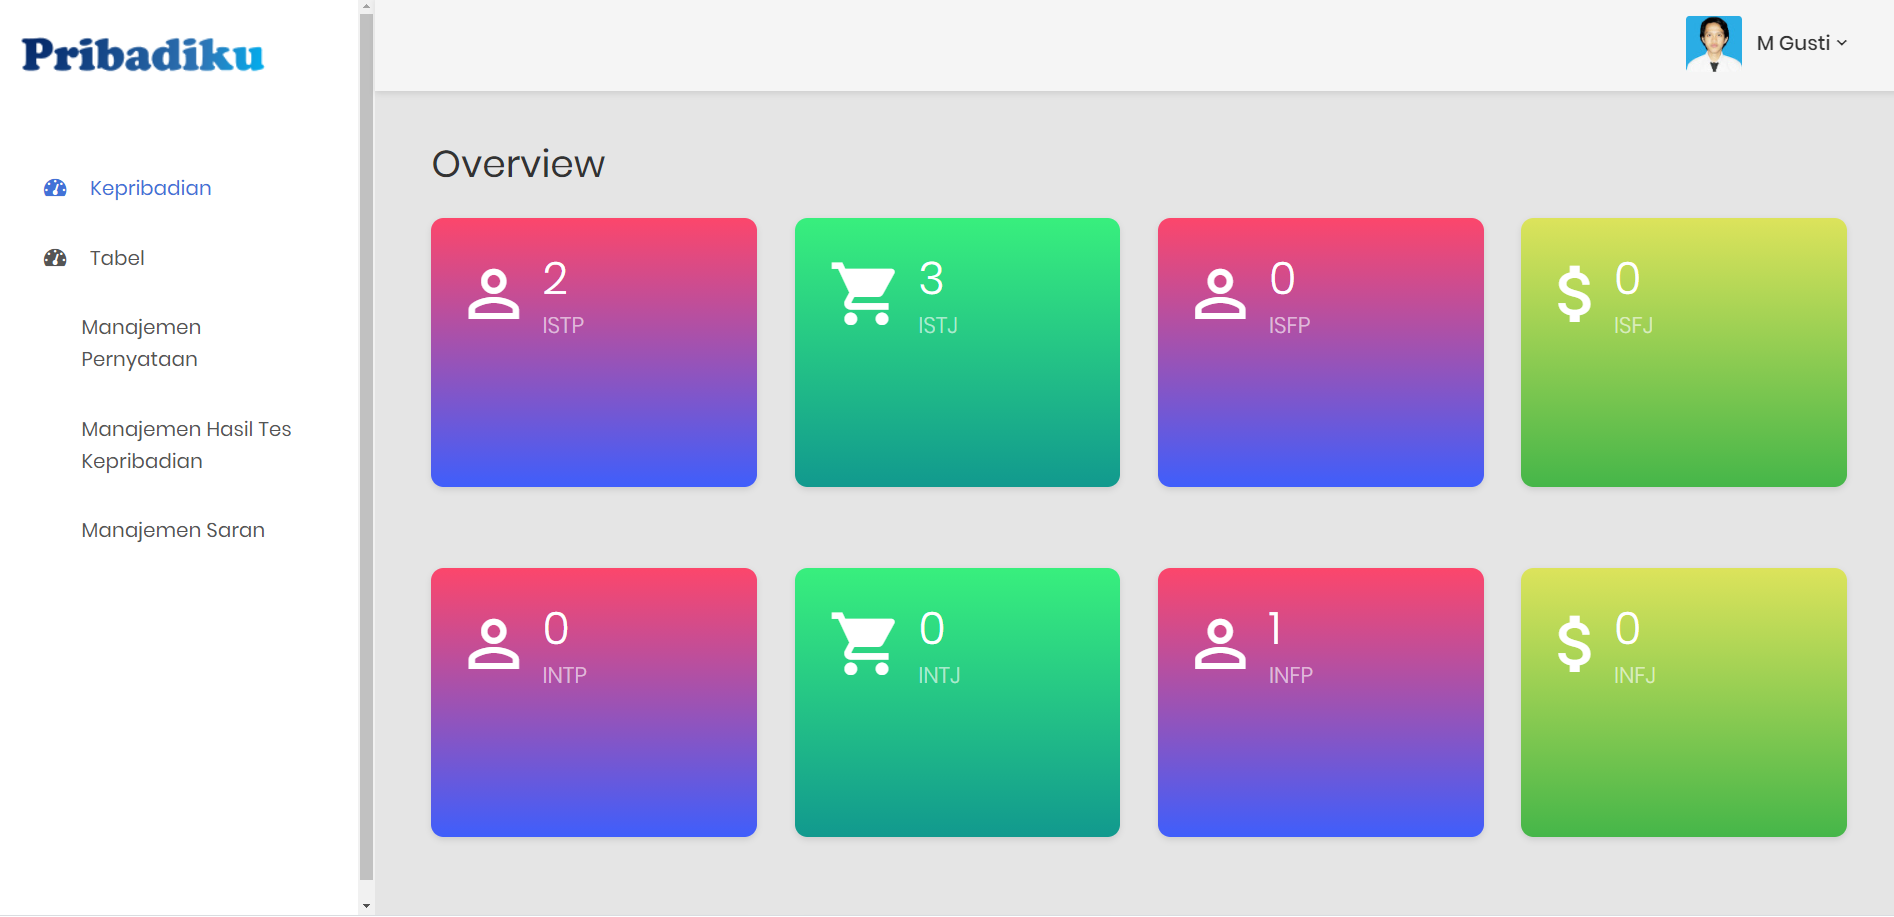 Pribadiku
M Gusti
Kepribadian
Tabel
Manajemen
Pernyataan
Manajemen Hasil Tes
Kepribadian
Manajemen Saran
Overview
2
ISTP
3
ISTJ
0
ISFP
0
ISFJ
0
INTP
0
INTJ
1
INFP
0
INFJ